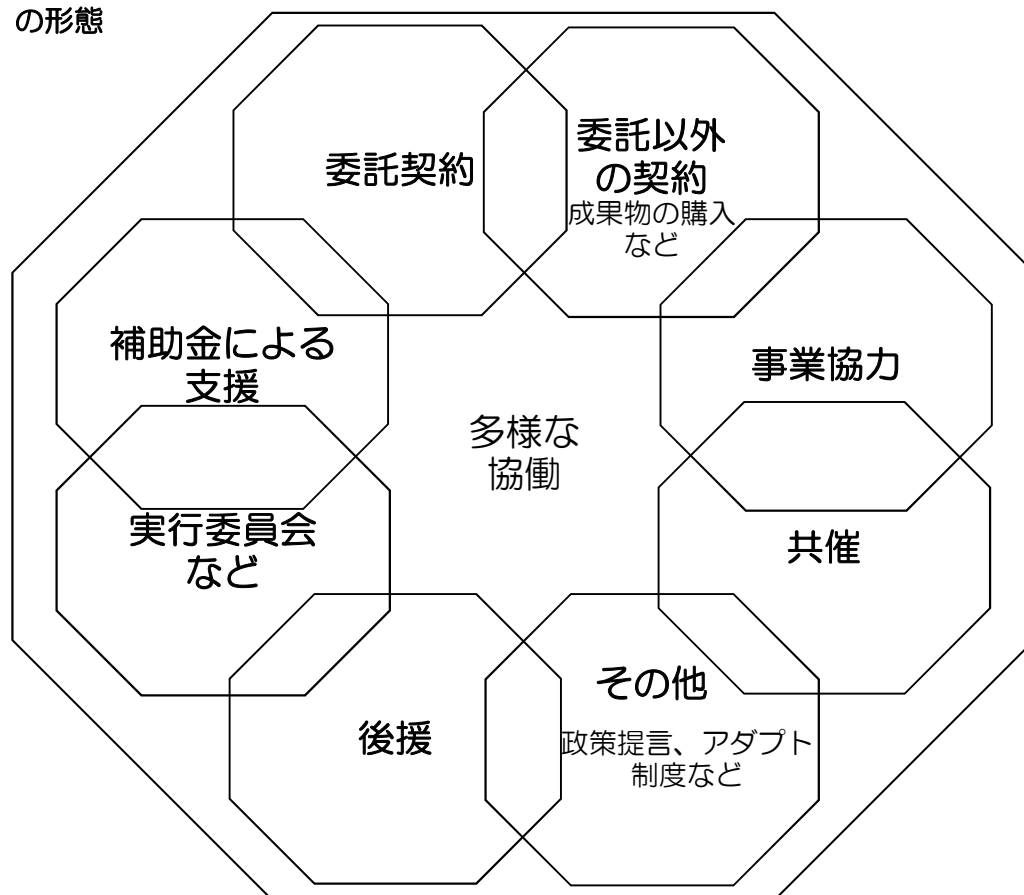 の形態
委託契約
委託以外
の契約
成果物の購入
など
補助金による
支援
事業協力
多様な
協働
実行委員会
など
共催
後援
その他
政策提言、アダプト
制度など